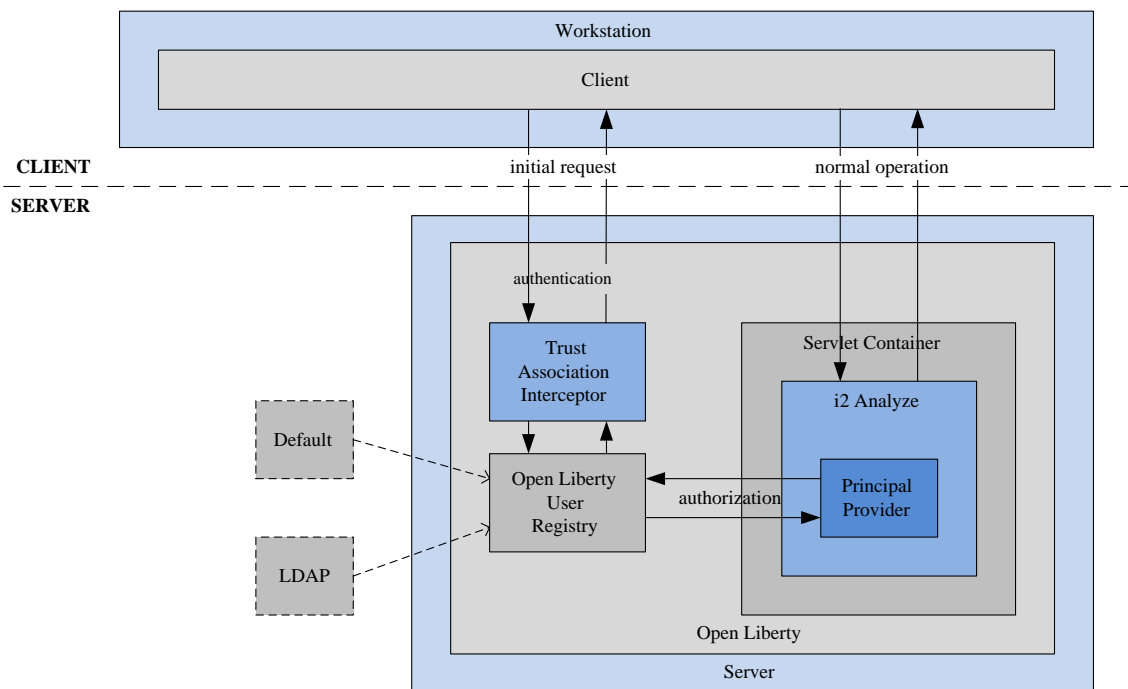 Workstation
Client
CLIENT
initial request
normal operation
SERVER
authentication
Trust
Association
Interceptor
Servlet Container
i2 Analyze
Default
Open Liberty
User
Registry
authorization
Principal
Provider
LDAP
Open Liberty
Server